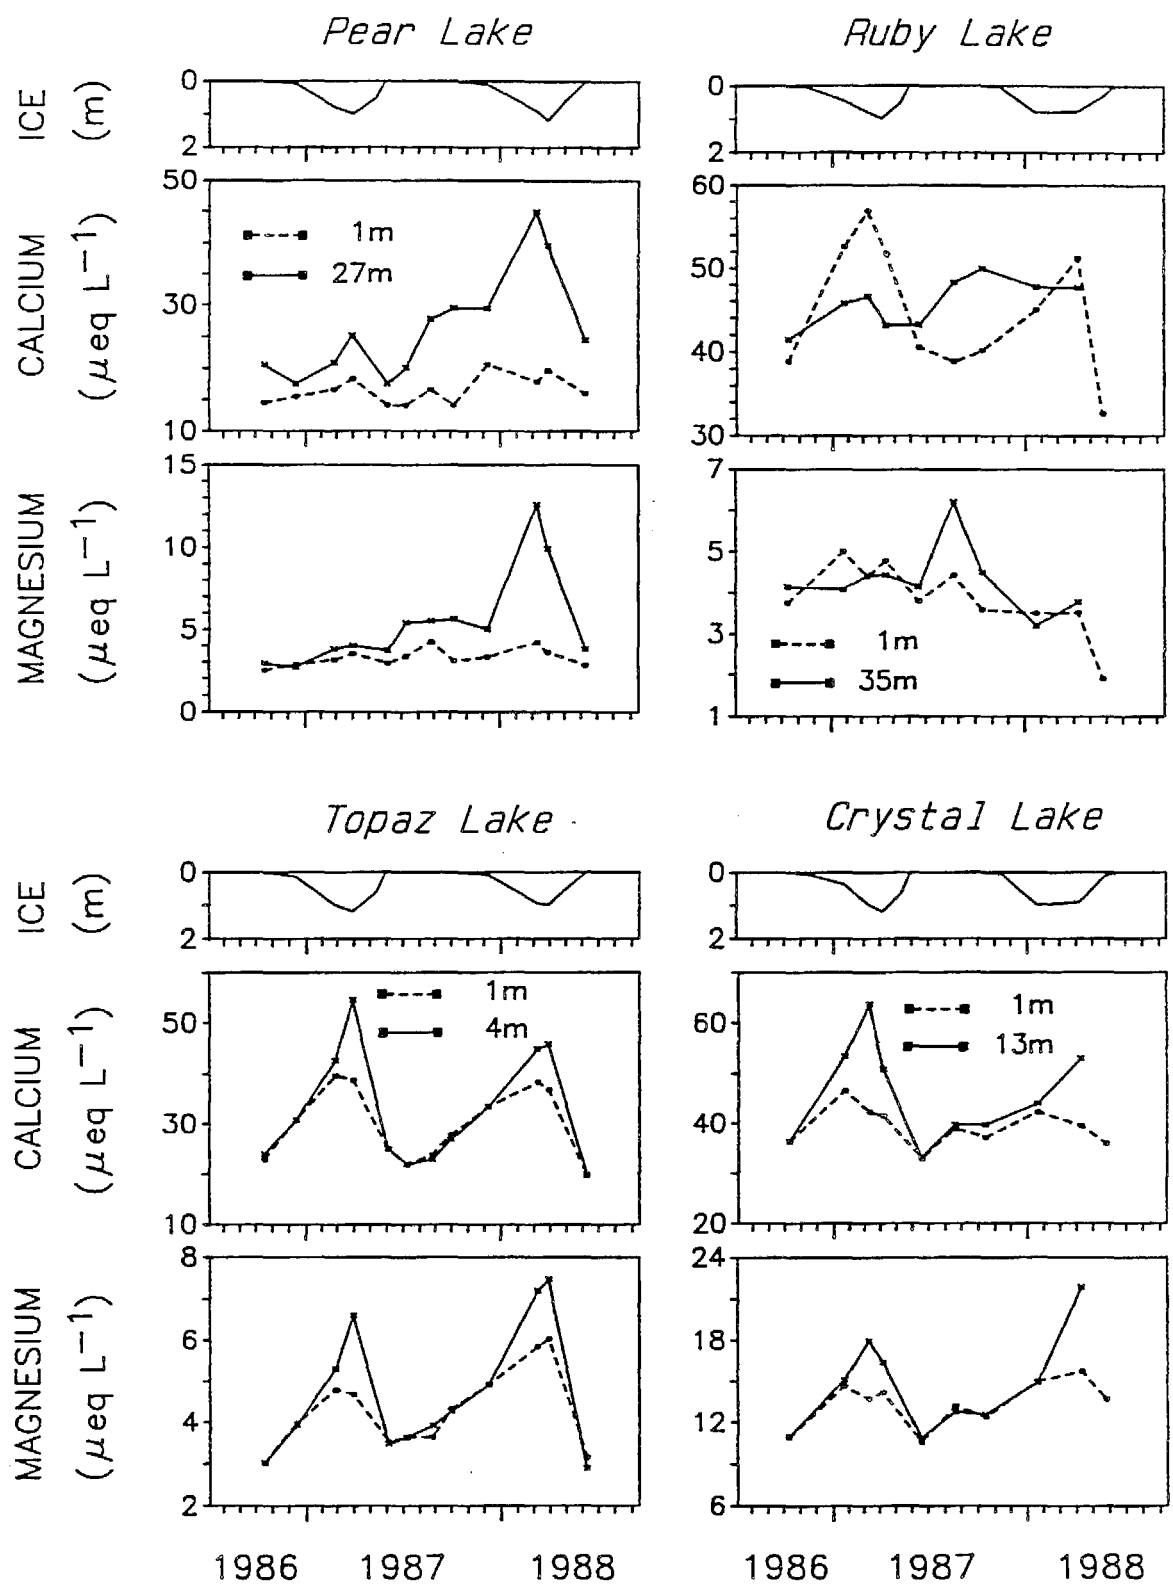 Pear Lake
Ruby Lake
ICE
(m)
0
2
0
2
CALCIUM
(μeq L⁻¹)
50
30
10
1m
27m
60
50
40
30
MAGNESIUM
(μeq L⁻¹)
15
10
5
0
7
5
3
1
1m
35m
Topaz Lake
Crystal Lake
ICE
(m)
0
2
0
2
CALCIUM
(μeq L⁻¹)
50
30
10
1m
4m
60
40
20
1m
13m
MAGNESIUM
(μeq L⁻¹)
8
6
4
2
24
18
12
6
1986 1987 1988
1986 1987 1988